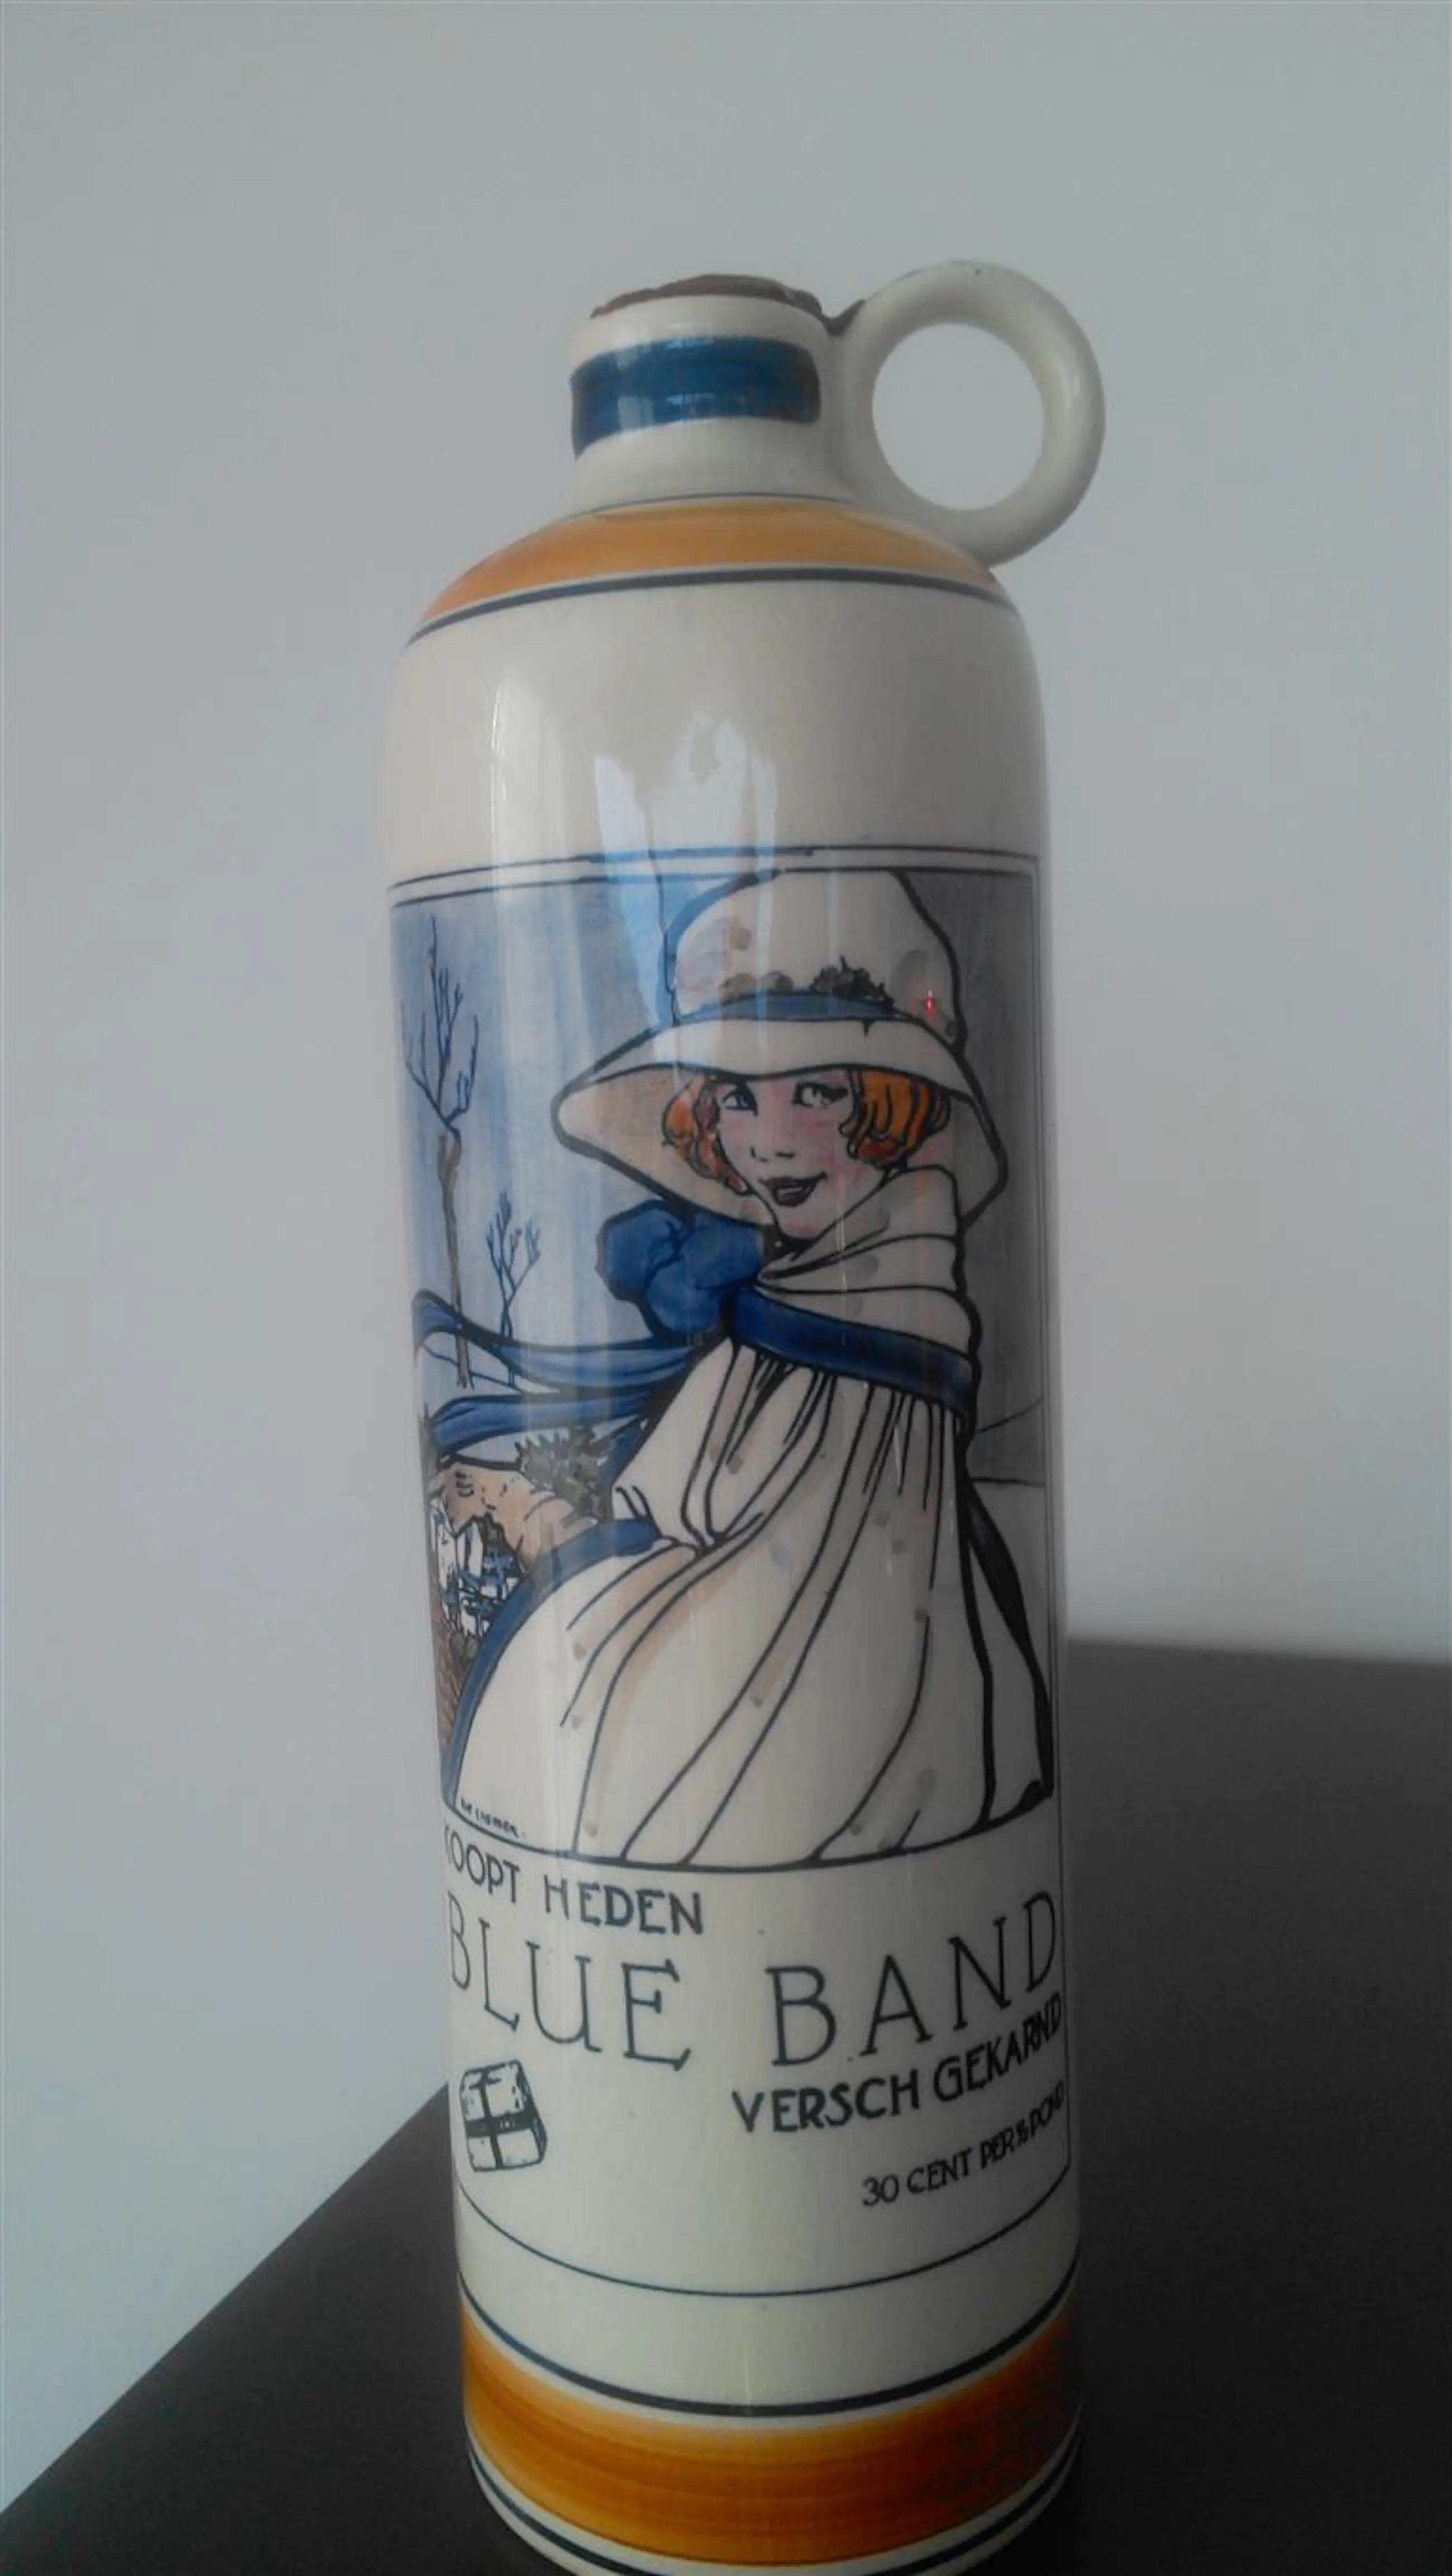 KOOPT HEDEN
BLUE BAND
VERSCH GEKARND
30 CENT PER ½ POND